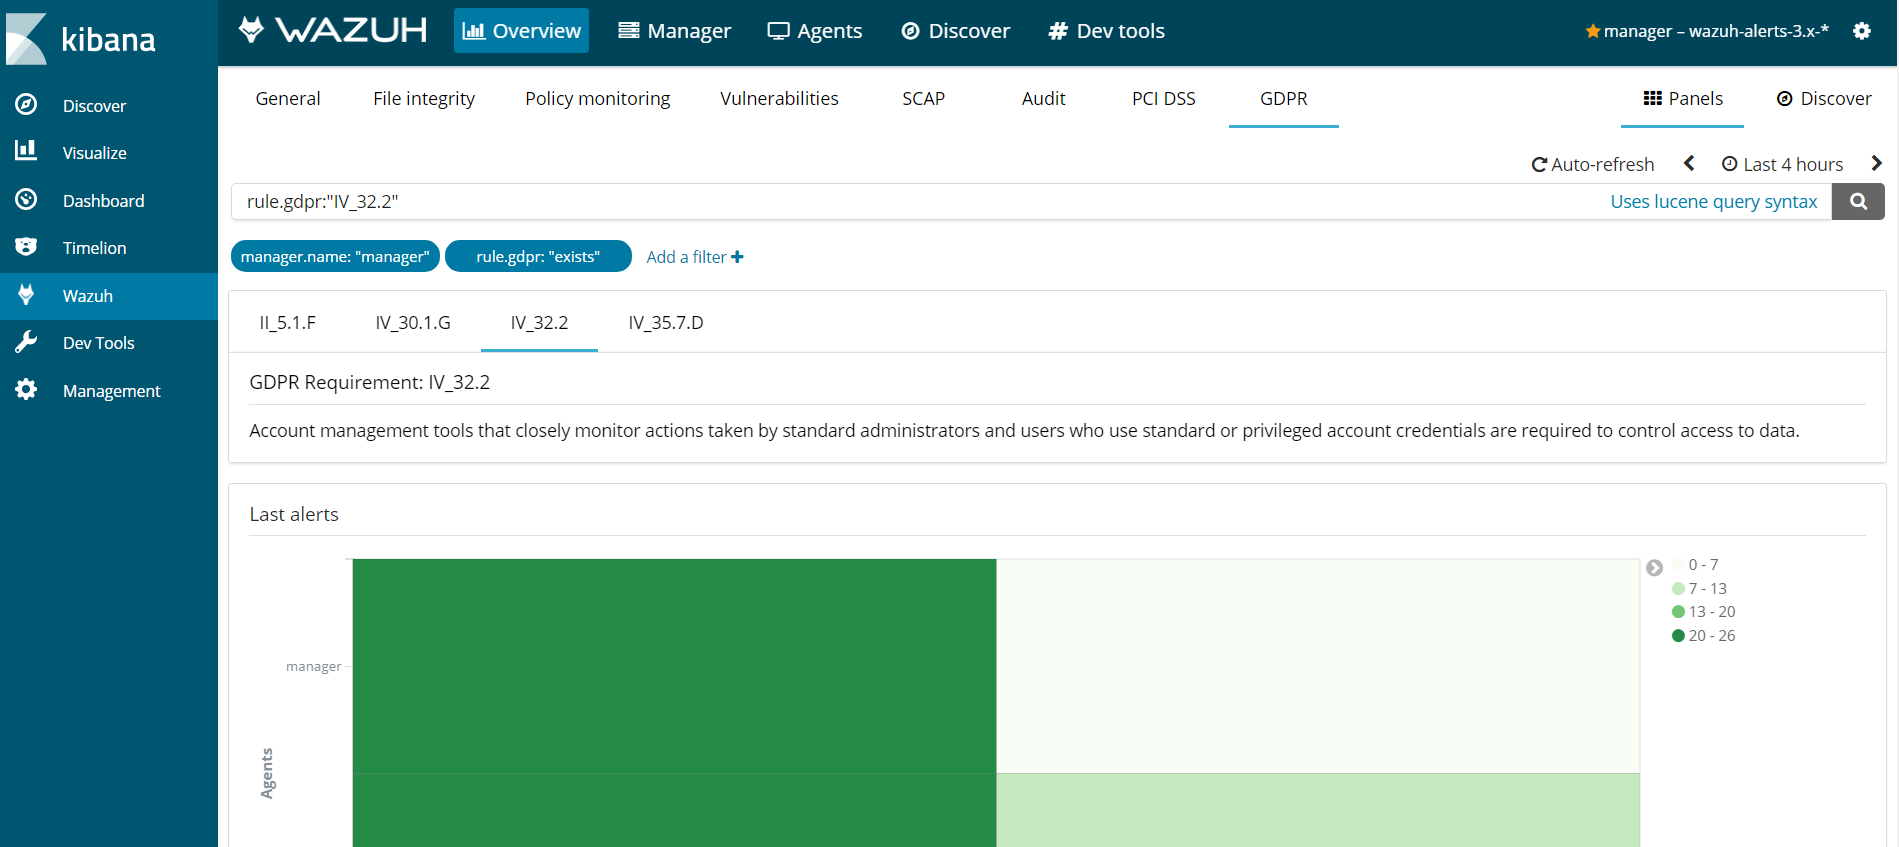 kibana
Discover
Visualize
Dashboard
Timelion
Wazuh
Dev Tools
Management
WAZUH Overview Manager Agents Discover Dev tools manager – wazuh-alerts-3.x-*
General File integrity Policy monitoring Vulnerabilities SCAP Audit PCI DSS GDPR Panels Discover
Auto-refresh Last 4 hours
rule.gdpr:"IV_32.2" Uses lucene query syntax
manager.name: "manager" rule.gdpr: "exists" Add a filter
II_5.1.F IV_30.1.G IV_32.2 IV_35.7.D
GDPR Requirement: IV_32.2
Account management tools that closely monitor actions taken by standard administrators and users who use standard or privileged account credentials are required to control access to data.
Last alerts
manager
Agents
0 - 7
7 - 13
13 - 20
20 - 26